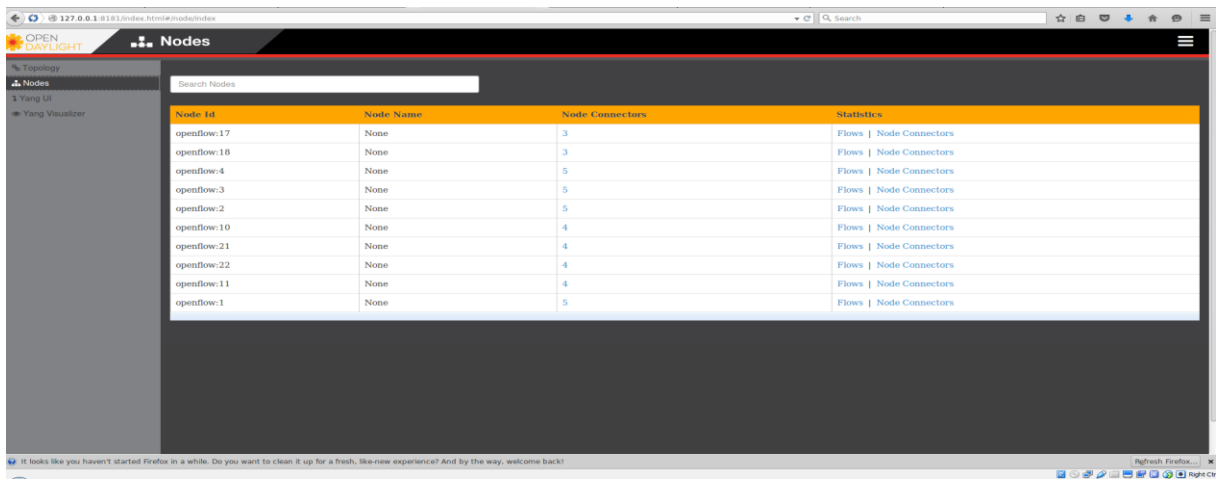 127.0.0.1:8181/index.html#/node/index
Search
OPEN
DAYLIGHT
Nodes
Topology
Nodes
Yang UI
Yang Visualizer
Search Nodes
Node Id Node Name Node Connectors Statistics
openflow:17 None 3 Flows | Node Connectors
openflow:18 None 3 Flows | Node Connectors
openflow:4 None 5 Flows | Node Connectors
openflow:3 None 5 Flows | Node Connectors
openflow:2 None 5 Flows | Node Connectors
openflow:10 None 4 Flows | Node Connectors
openflow:21 None 4 Flows | Node Connectors
openflow:22 None 4 Flows | Node Connectors
openflow:11 None 4 Flows | Node Connectors
openflow:1 None 5 Flows | Node Connectors
It looks like you haven't started Firefox in a while. Do you want to clean it up for a fresh, like-new experience? And by the way, welcome back! Refresh Firefox...
Right Ctr